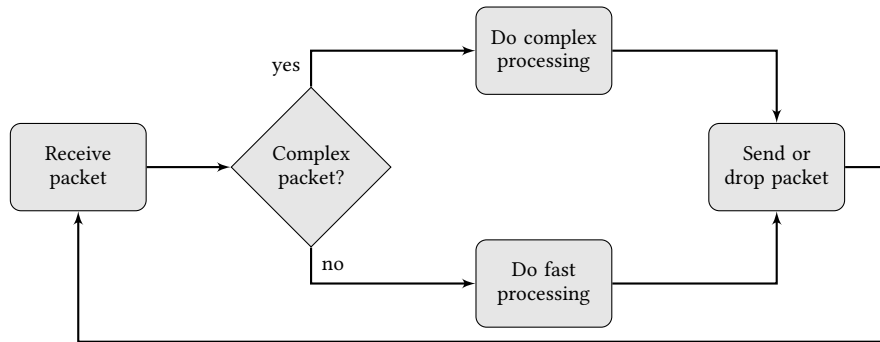 Do complex
processing
yes
Receive
packet
Complex
packet?
Send or
drop packet
no
Do fast
processing